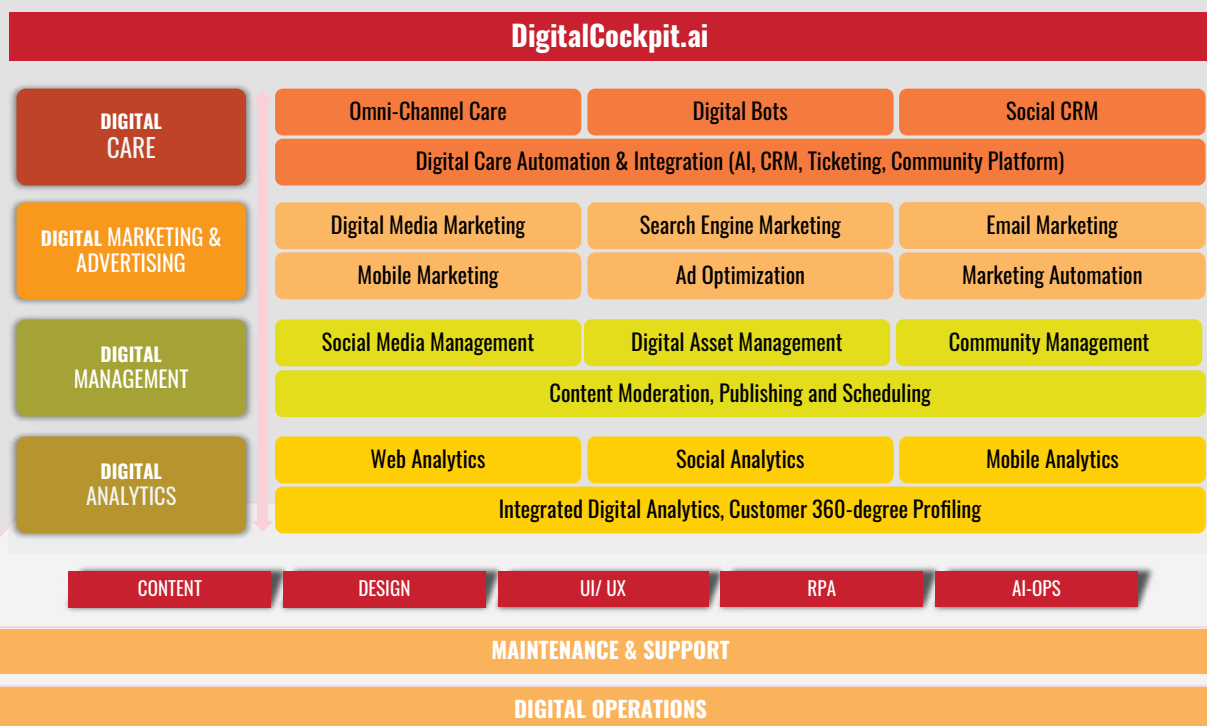 DigitalCockpit.ai
DIGITAL
CARE
Omni-Channel Care
Digital Bots
Social CRM
Digital Care Automation & Integration (AI, CRM, Ticketing, Community Platform)
DIGITAL MARKETING &
ADVERTISING
Digital Media Marketing
Search Engine Marketing
Email Marketing
Mobile Marketing
Ad Optimization
Marketing Automation
DIGITAL
MANAGEMENT
Social Media Management
Digital Asset Management
Community Management
Content Moderation, Publishing and Scheduling
DIGITAL
ANALYTICS
Web Analytics
Social Analytics
Mobile Analytics
Integrated Digital Analytics, Customer 360-degree Profiling
CONTENT
DESIGN
UI/ UX
RPA
AI-OPS
MAINTENANCE & SUPPORT
DIGITAL OPERATIONS